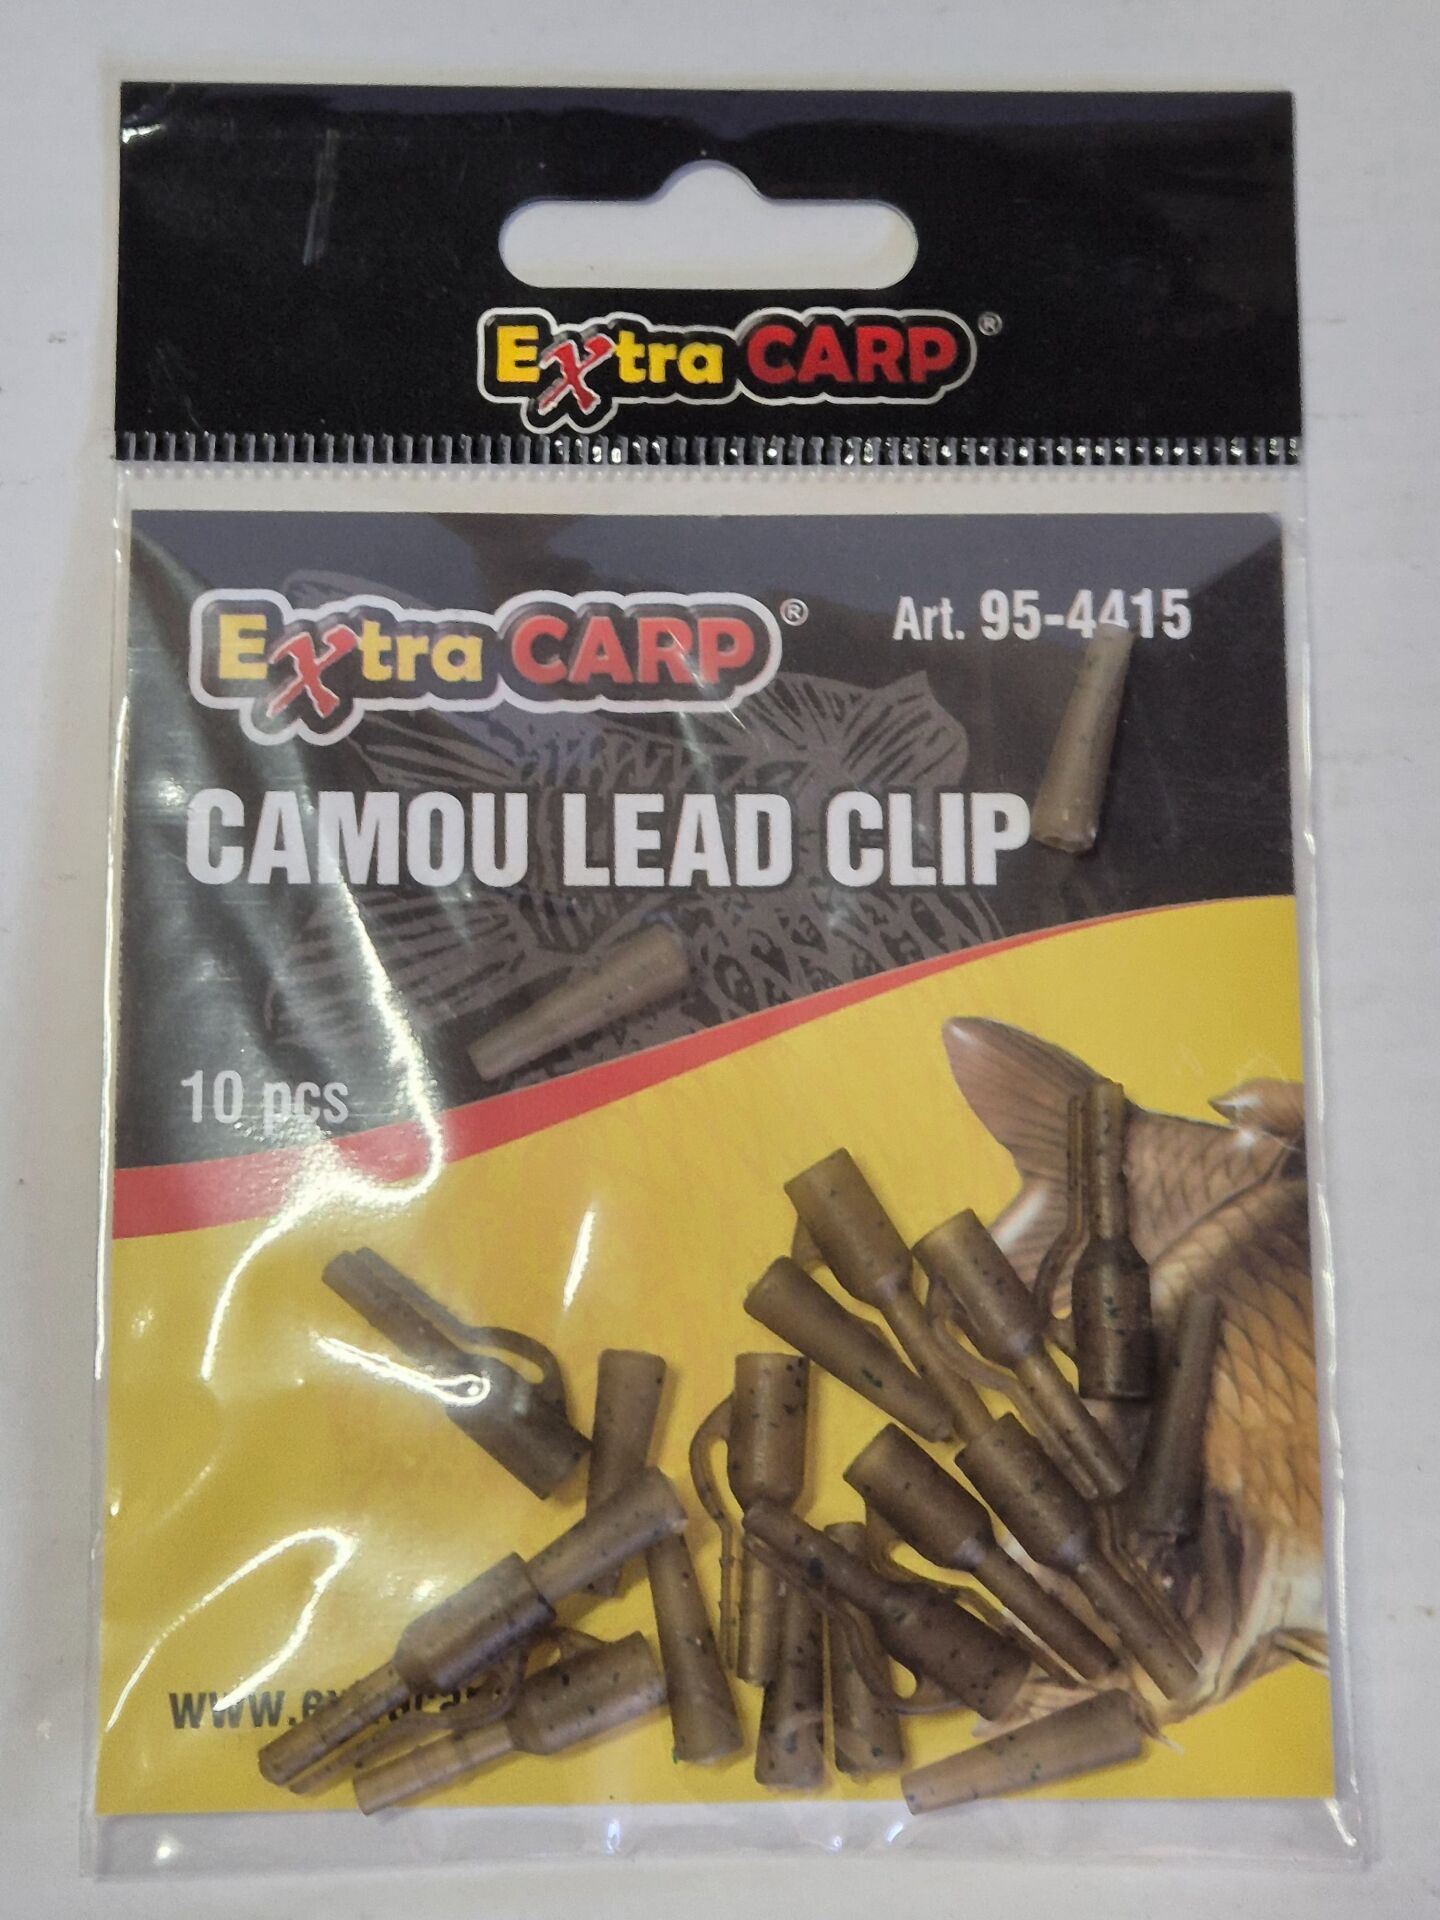 Extra CARP®
Extra CARP®
Art. 95-4415
CAMOU LEAD CLIP
10 pcs